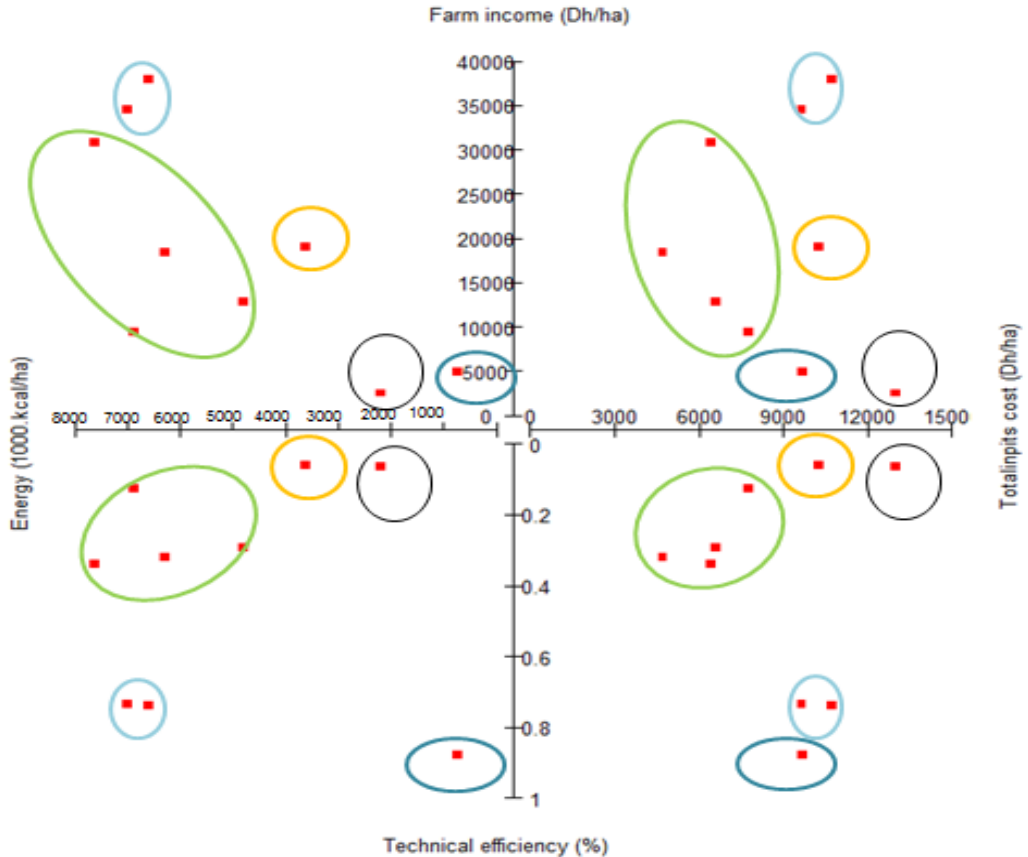 Farm income (Dh/ha)
40000
35000
30000
25000
20000
15000
10000
5000
0
Energy (1000.kcal/ha)
8000 7000 6000 5000 4000 3000 2000 1000
0 3000 6000 9000 12000 1500
Totalinpits cost (Dh/ha)
0
0.2
0.4
0.6
0.8
1
Technical efficiency (%)